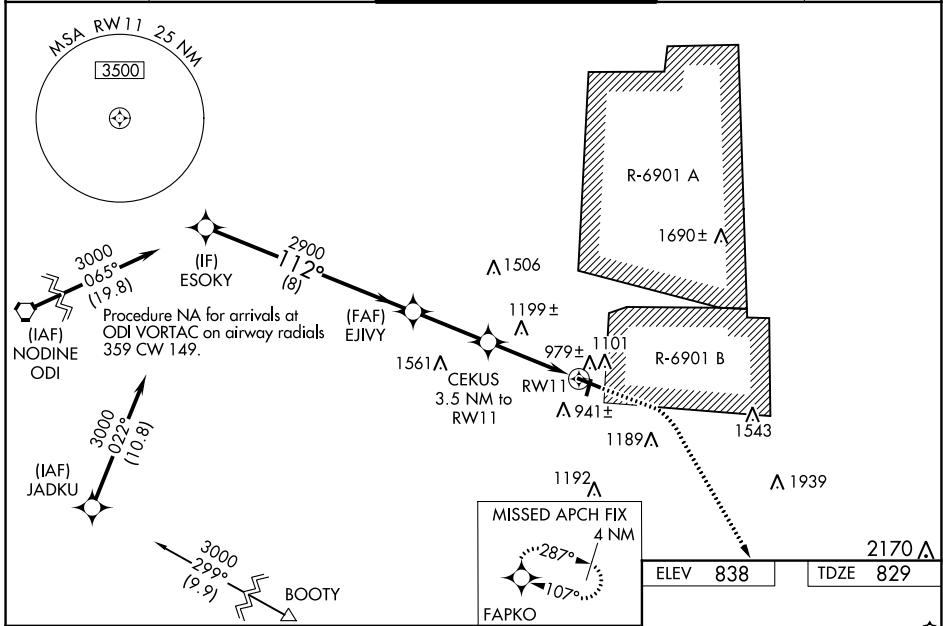 MSA RW11 25 NM
3500
R-6901 A
1690±
3000
065°
(19.8)
(IF)
ESOKY
2900
112°
(8)
1506
(IAF)
NODINE
ODI
Procedure NA for arrivals at
ODI VORTAC on airway radials
359 CW 149.
(FAF)
EJIVY
1199±
1561
CEKUS
3.5 NM to
RW11
979±
1101
RW11
R-6901 B
941±
1189
1543
3000
022°
(10.8)
(IAF)
JADKU
1192
1939
3000
299°
(9.9)
BOOTY
MISSED APCH FIX
4 NM
287°
107°
FAPKO
2170
ELEV 838
TDZE 829